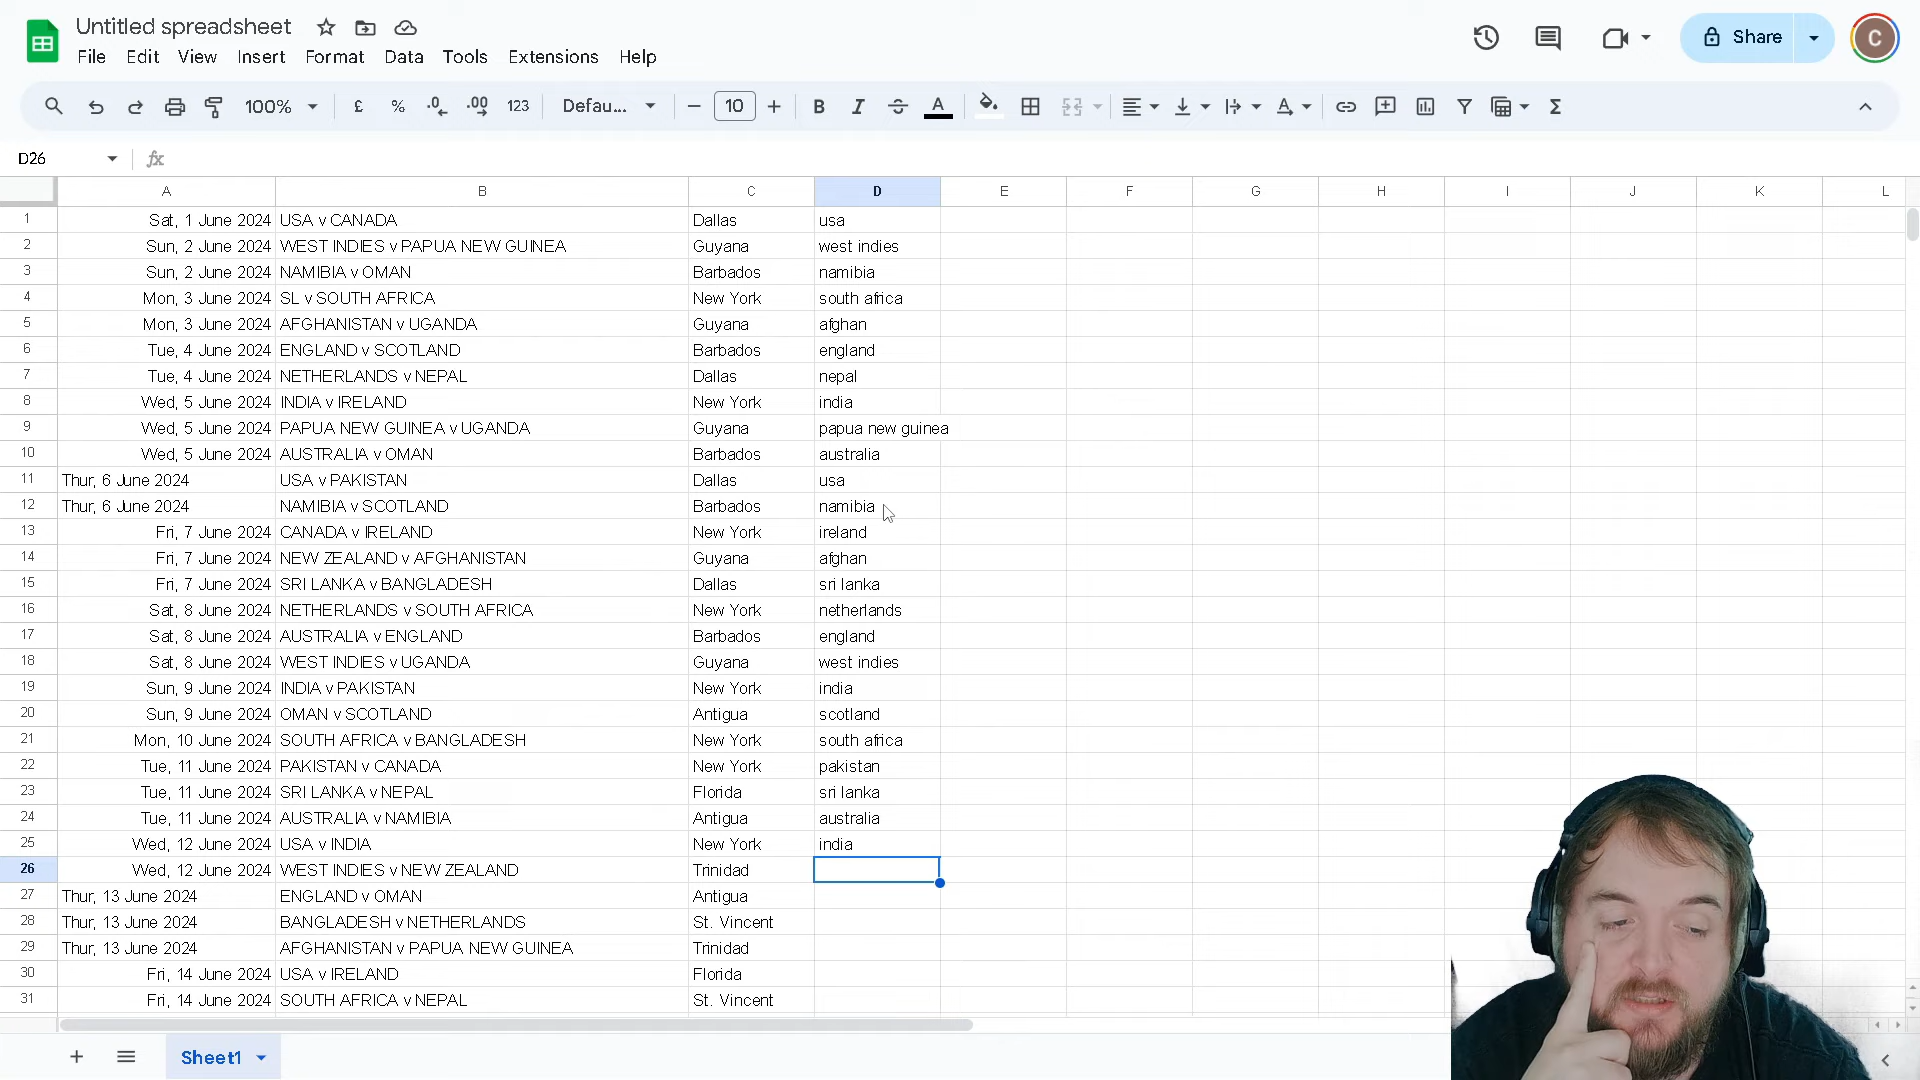 Untitled spreadsheet
File Edit View Insert Format Data Tools Extensions Help
Share
C
100% £ % .0 .00 123 Defau... 10 B I A Σ
D26 fx
A B C D E F G H I J K L
1 Sat, 1 June 2024 USA v CANADA Dallas usa
2 Sun, 2 June 2024 WEST INDIES v PAPUA NEW GUINEA Guyana west indies
3 Sun, 2 June 2024 NAMIBIA v OMAN Barbados namibia
4 Mon, 3 June 2024 SL v SOUTH AFRICA New York south africa
5 Mon, 3 June 2024 AFGHANISTAN v UGANDA Guyana afghan
6 Tue, 4 June 2024 ENGLAND v SCOTLAND Barbados england
7 Tue, 4 June 2024 NETHERLANDS v NEPAL Dallas nepal
8 Wed, 5 June 2024 INDIA v IRELAND New York india
9 Wed, 5 June 2024 PAPUA NEW GUINEA v UGANDA Guyana papua new guinea
10 Wed, 5 June 2024 AUSTRALIA v OMAN Barbados australia
11 Thur, 6 June 2024 USA v PAKISTAN Dallas usa
12 Thur, 6 June 2024 NAMIBIA v SCOTLAND Barbados namibia
13 Fri, 7 June 2024 CANADA v IRELAND New York ireland
14 Fri, 7 June 2024 NEW ZEALAND v AFGHANISTAN Guyana afghan
15 Fri, 7 June 2024 SRI LANKA v BANGLADESH Dallas sri lanka
16 Sat, 8 June 2024 NETHERLANDS v SOUTH AFRICA New York netherlands
17 Sat, 8 June 2024 AUSTRALIA v ENGLAND Barbados england
18 Sat, 8 June 2024 WEST INDIES v UGANDA Guyana west indies
19 Sun, 9 June 2024 INDIA v PAKISTAN New York india
20 Sun, 9 June 2024 OMAN v SCOTLAND Antigua scotland
21 Mon, 10 June 2024 SOUTH AFRICA v BANGLADESH New York south africa
22 Tue, 11 June 2024 PAKISTAN v CANADA New York pakistan
23 Tue, 11 June 2024 SRI LANKA v NEPAL Florida sri lanka
24 Tue, 11 June 2024 AUSTRALIA v NAMIBIA Antigua australia
25 Wed, 12 June 2024 USA v INDIA New York india
26 Wed, 12 June 2024 WEST INDIES v NEW ZEALAND Trinidad
27 Thur, 13 June 2024 ENGLAND v OMAN Antigua
28 Thur, 13 June 2024 BANGLADESH v NETHERLANDS St. Vincent
29 Thur, 13 June 2024 AFGHANISTAN v PAPUA NEW GUINEA Trinidad
30 Fri, 14 June 2024 USA v IRELAND Florida
31 Fri, 14 June 2024 SOUTH AFRICA v NEPAL St. Vincent
Sheet1